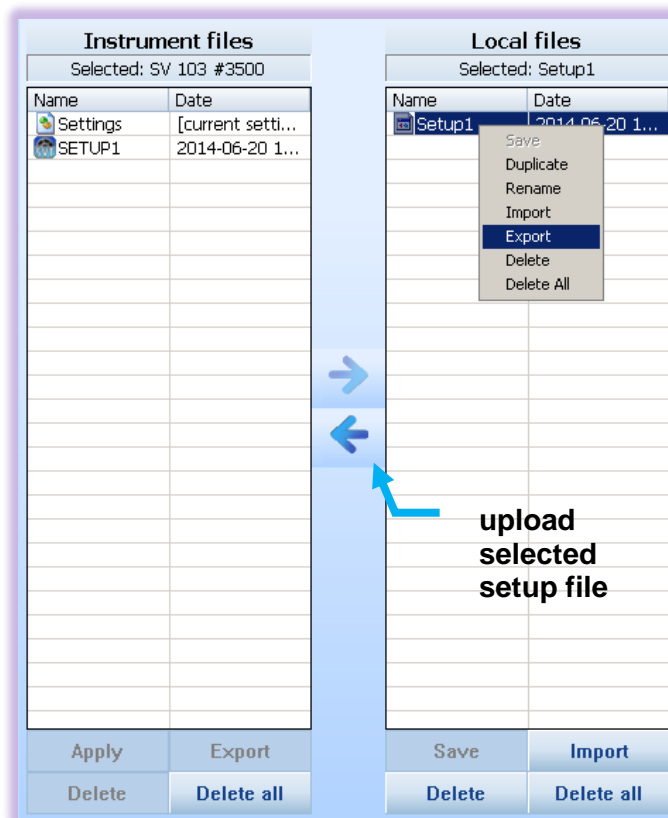 Instrument files
Selected: SV 103 #3500
Name Date
Settings [current setti...
SETUP1 2014-06-20 1...
Apply Export
Delete Delete all
Local files
Selected: Setup1
Name Date
Setup1 2014-06-20 1...
Save
Duplicate
Rename
Import
Export
Delete
Delete All
upload
selected
setup file
Save Import
Delete Delete all